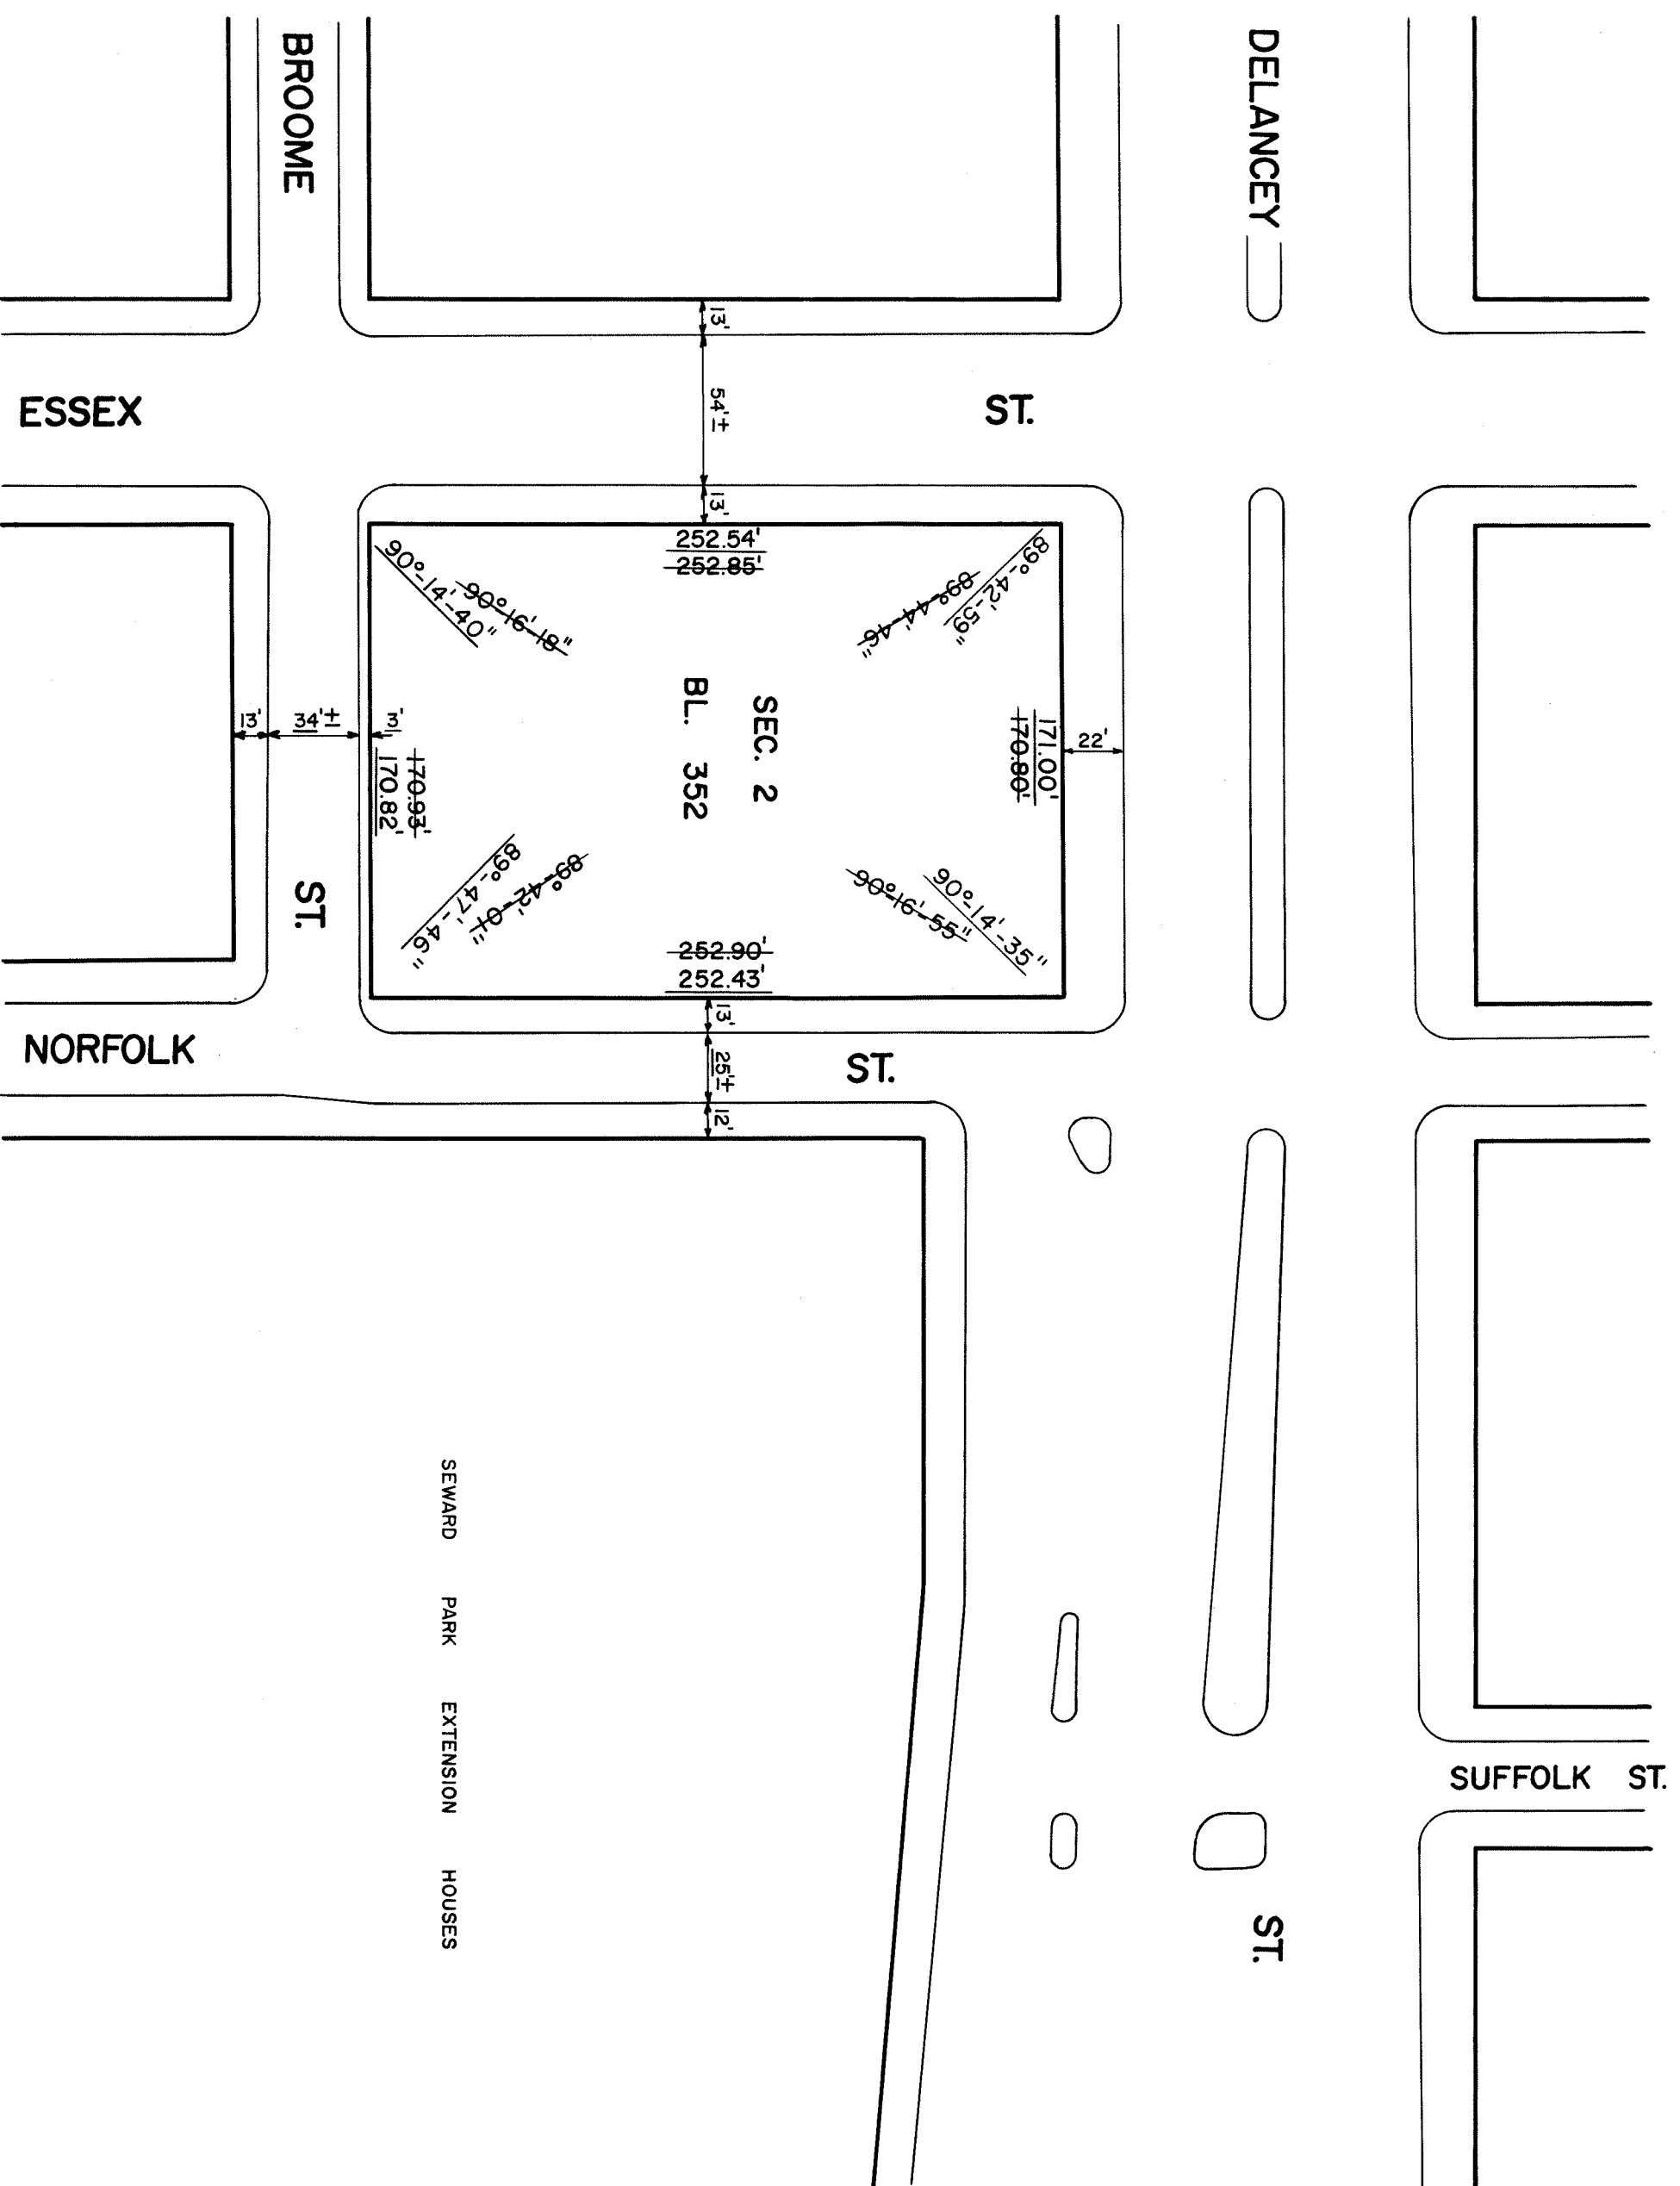 BROOME
DELANCEY
13'
ESSEX
54'±
ST.
13'
252.54'
252.85'
90°-14'-40"
90°-16'-18"
89°-44'-46"
89°-42'-59"
SEC. 2
BL. 352
13'
34'±
3'
170.93'
170.82'
171.00'
170.80'
22'
ST.
89°-47'-46"
89°-42'-01"
90°-16'-55"
90°-14'-35"
252.90'
252.43'
13'
NORFOLK
25'±
ST.
12'
SEWARD PARK EXTENSION HOUSES
SUFFOLK ST.
ST.